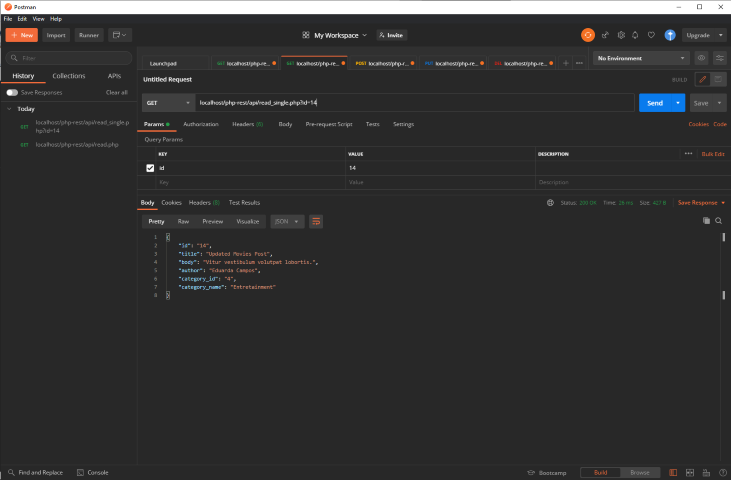 Postman
File Edit View Help
New Import Runner
My Workspace Invite
Upgrade
Filter
History Collections APIs
Save Responses Clear all
Today
GET localhost/php-rest/api/read_single.p
hp?id=14
GET localhost/php-rest/api/read.php
Launchpad GET localhost/php-re... GET localhost/php-re... POST localhost/php-r... PUT localhost/php-re... DEL localhost/php-re...
No Environment
Untitled Request
BUILD
GET localhost/php-rest/api/read_single.php?id=14
Send Save
Params Authorization Headers (6) Body Pre-request Script Tests Settings Cookies Code
Query Params
KEY VALUE DESCRIPTION Bulk Edit
id 14
Key Value Description
Body Cookies Headers (8) Test Results Status: 200 OK Time: Size: 427 B Save Response
Pretty Raw Preview Visualize JSON
1 {
2 "id": "14",
3 "title": "Updated Movies Post",
4 "body": "Vitur vestibulum volutpat lobortis.",
5 "author": "Eduarda Campos",
6 "category_id": "4",
7 "category_name": "Entretainment"
8 }
Find and Replace Console Bootcamp Build Browse